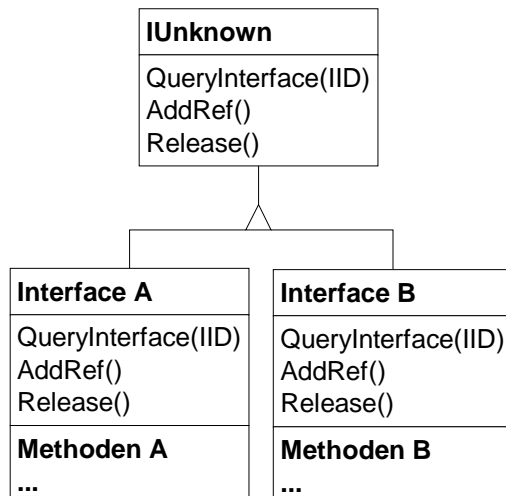 IUnknown
QueryInterface(IID)
AddRef()
Release()
Interface A
QueryInterface(IID)
AddRef()
Release()
Methoden A
...
Interface B
QueryInterface(IID)
AddRef()
Release()
Methoden B
...